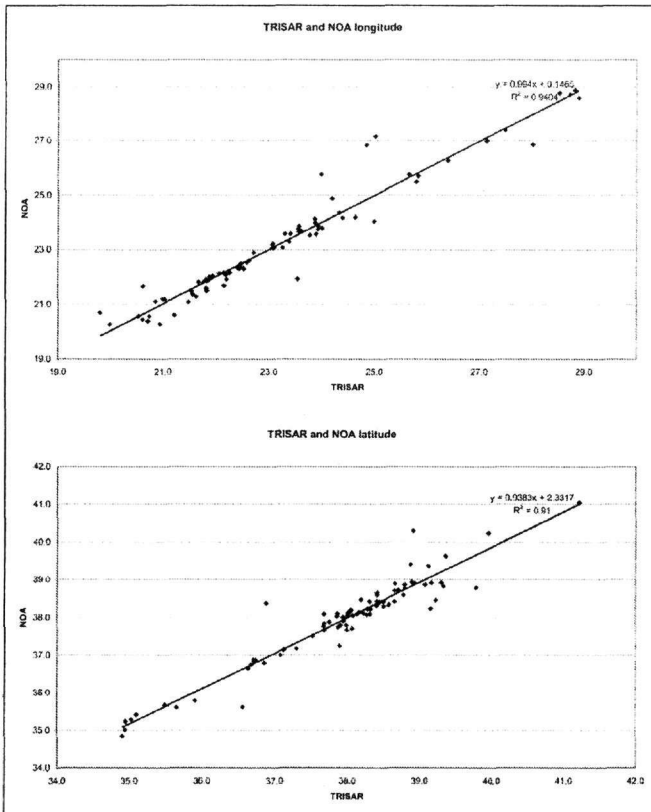 TRISAR and NOA longitude
y = 0.994x + 0.1465
R² = 0.9404
29.0
27.0
25.0
23.0
21.0
19.0
NOA
19.0 21.0 23.0 25.0 27.0 29.0
TRISAR
TRISAR and NOA latitude
y = 0.9383x + 2.3317
R² = 0.91
42.0
41.0
40.0
39.0
38.0
37.0
36.0
35.0
34.0
NOA
34.0 35.0 36.0 37.0 38.0 39.0 40.0 41.0 42.0
TRISAR